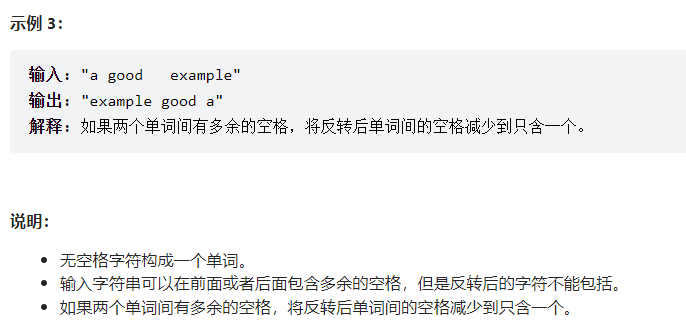 示例 3：
输入："a good   example"
输出："example good a"
解释：如果两个单词间有多余的空格，将反转后单词间的空格减少到只含一个。
说明：
无空格字符构成一个单词。
输入字符串可以在前面或者后面包含多余的空格，但是反转后的字符不能包括。
如果两个单词间有多余的空格，将反转后单词间的空格减少到只含一个。